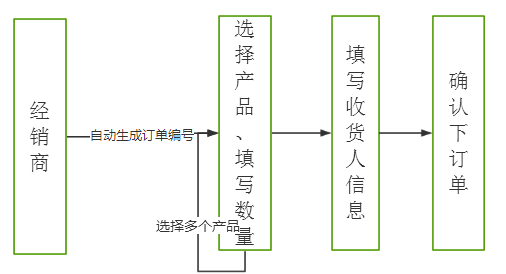 经销商
自动生成订单编号
选择产品、填写数量
选择多个产品
填写收货人信息
确认下订单